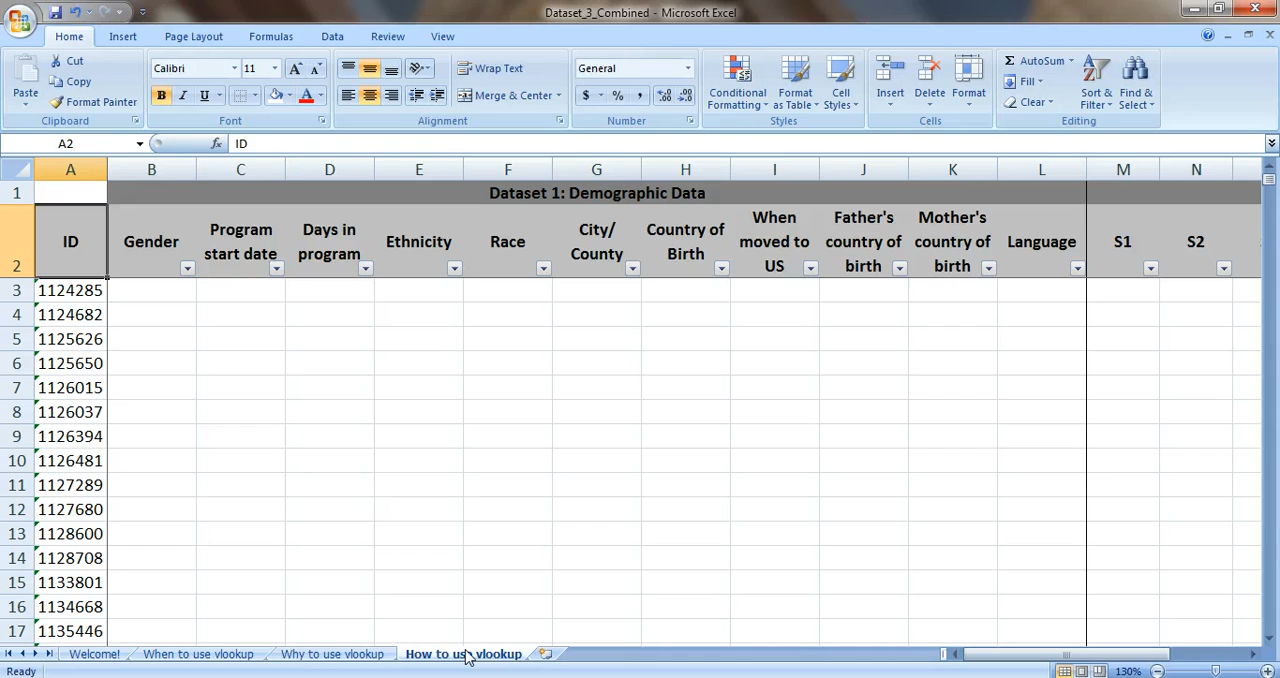 Dataset_3_Combined - Microsoft Excel
Home Insert Page Layout Formulas Data Review View
Paste Cut Copy Format Painter Clipboard
Calibri 11 B I U A Font
Wrap Text Merge & Center Alignment
General $ % , Number
Conditional Formatting Format as Table Cell Styles Styles
Insert Delete Format Cells
Σ AutoSum Fill Clear Sort & Filter Find & Select Editing
A2 fx ID
A B C D E F G H I J K L M N
1 Dataset 1: Demographic Data
2 ID Gender Program start date Days in program Ethnicity Race City/ County Country of Birth When moved to US Father's country of birth Mother's country of birth Language S1 S2
3 1124285
4 1124682
5 1125626
6 1125650
7 1126015
8 1126037
9 1126394
10 1126481
11 1127289
12 1127680
13 1128600
14 1128708
15 1133801
16 1134668
17 1135446
Welcome! When to use vlookup Why to use vlookup How to use vlookup
Ready 130%